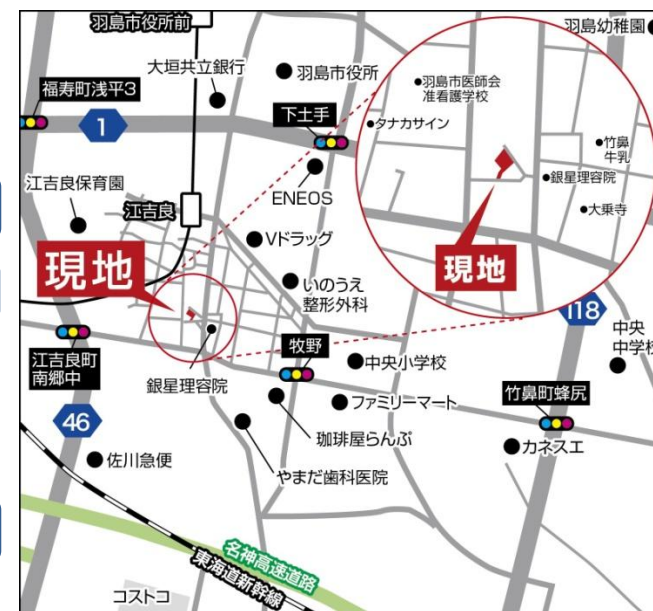 羽島市役所前
羽島幼稚園
大垣共立銀行
羽島市役所
羽島市医師会
准看護学校
福寿町浅平3
1
下土手
タナカサイン
竹鼻
牛乳
江吉良保育園
ENEOS
銀星理容院
江吉良
大乗寺
Vドラッグ
現地
現地
いのうえ
整形外科
118
中央
中学校
江吉良町
南郷中
牧野
中央小学校
銀星理容院
竹鼻町蜂尻
ファミリーマート
46
珈琲屋らんぷ
カネスエ
佐川急便
やまだ歯科医院
名神高速道路
東海道新幹線
コストコ